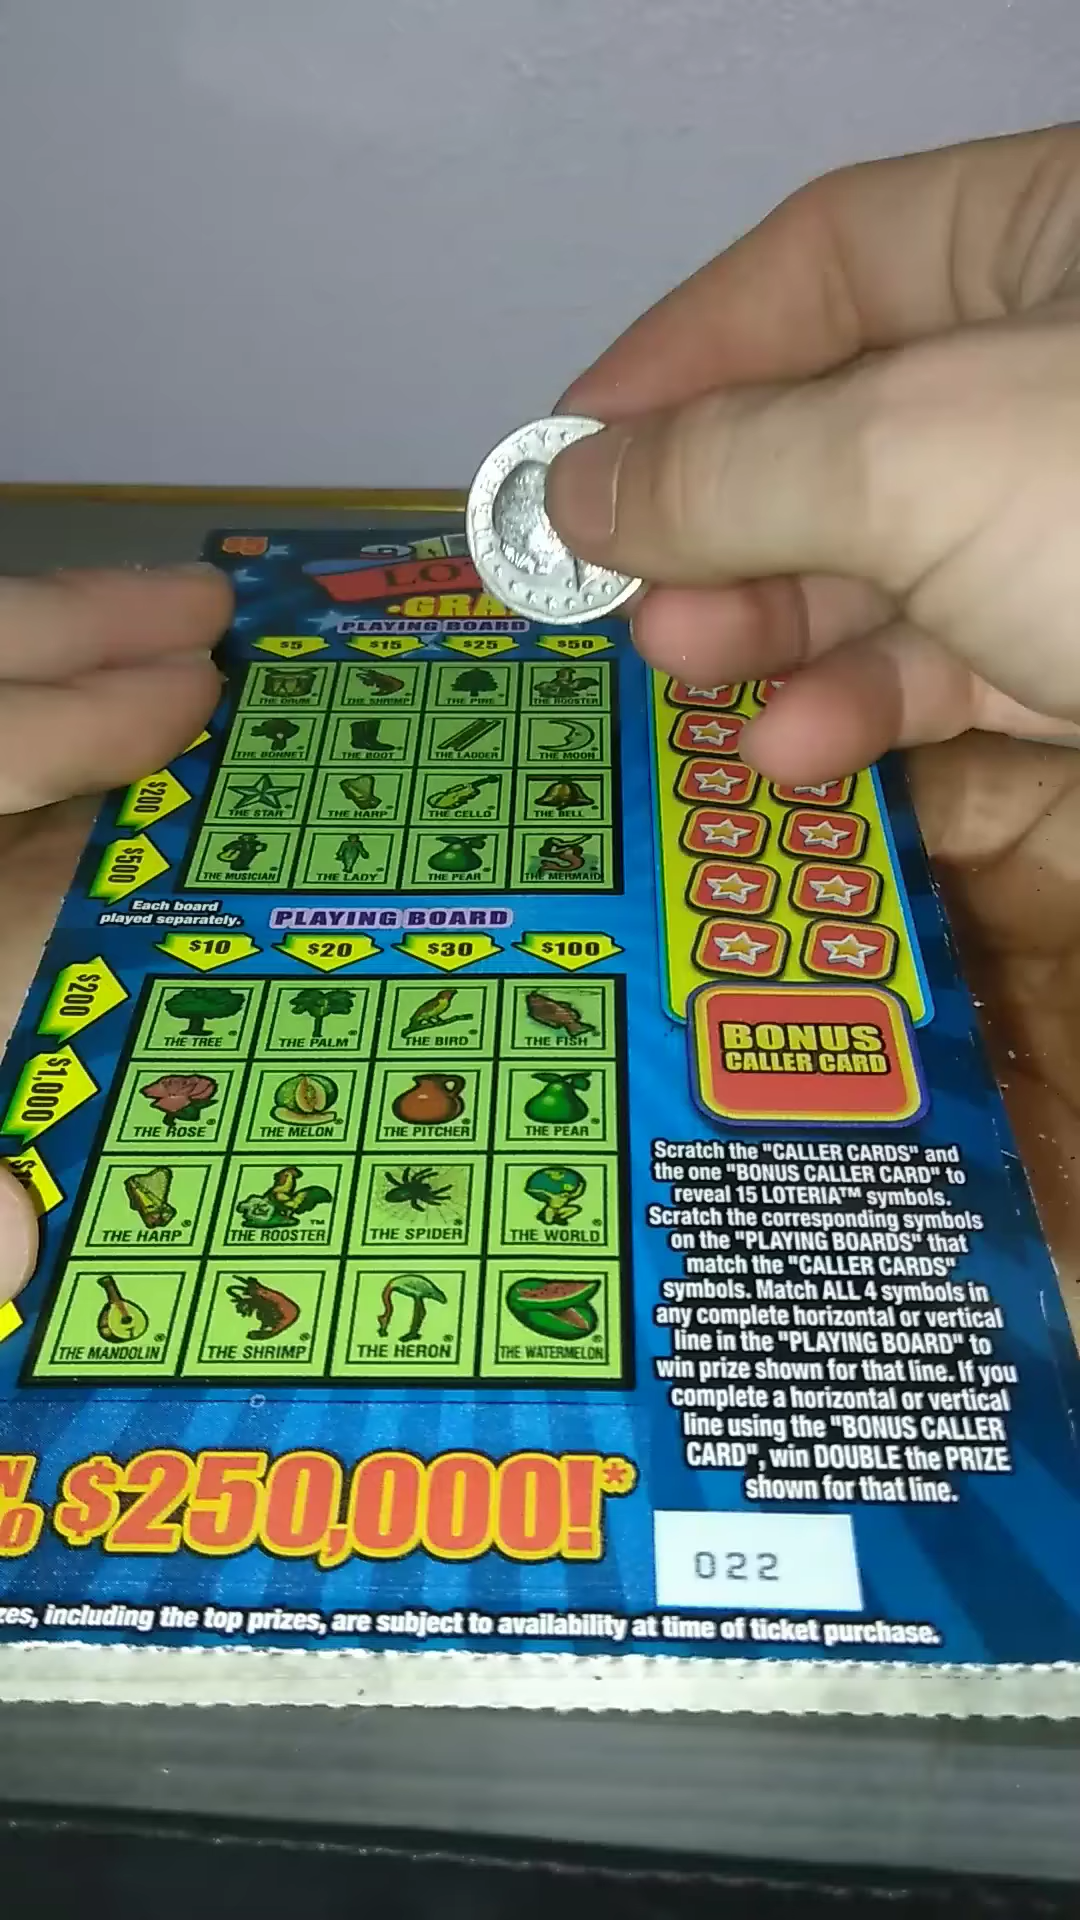 $5
PLAYING BOARD
$5 $15 $25 $50
THE DRUM THE SHRIMP THE PINE THE ROOSTER™
THE BONNET THE BOOT THE LADDER THE MOON
$200
THE STAR THE HARP THE CELLO THE BELL
$500
THE MUSICIAN THE LADY THE PEAR THE MERMAID
Each board
played separately.
PLAYING BOARD
$10 $20 $30 $100
$200
THE TREE THE PALM THE BIRD THE FISH
$1,000
THE ROSE THE MELON THE PITCHER THE PEAR
THE HARP THE ROOSTER™ THE SPIDER THE WORLD
THE MANDOLIN THE SHRIMP THE HERON THE WATERMELON
BONUS
CALLER CARD
Scratch the "CALLER CARDS" and
the one "BONUS CALLER CARD" to
reveal 15 LOTERIA™ symbols.
Scratch the corresponding symbols
on the "PLAYING BOARDS" that
match the "CALLER CARDS"
symbols. Match ALL 4 symbols in
any complete horizontal or vertical
line in the "PLAYING BOARD" to
win prize shown for that line. If you
complete a horizontal or vertical
line using the "BONUS CALLER
CARD", win DOUBLE the PRIZE
shown for that line.
$250,000!*
022
including the top prizes, are subject to availability at time of ticket purchase.